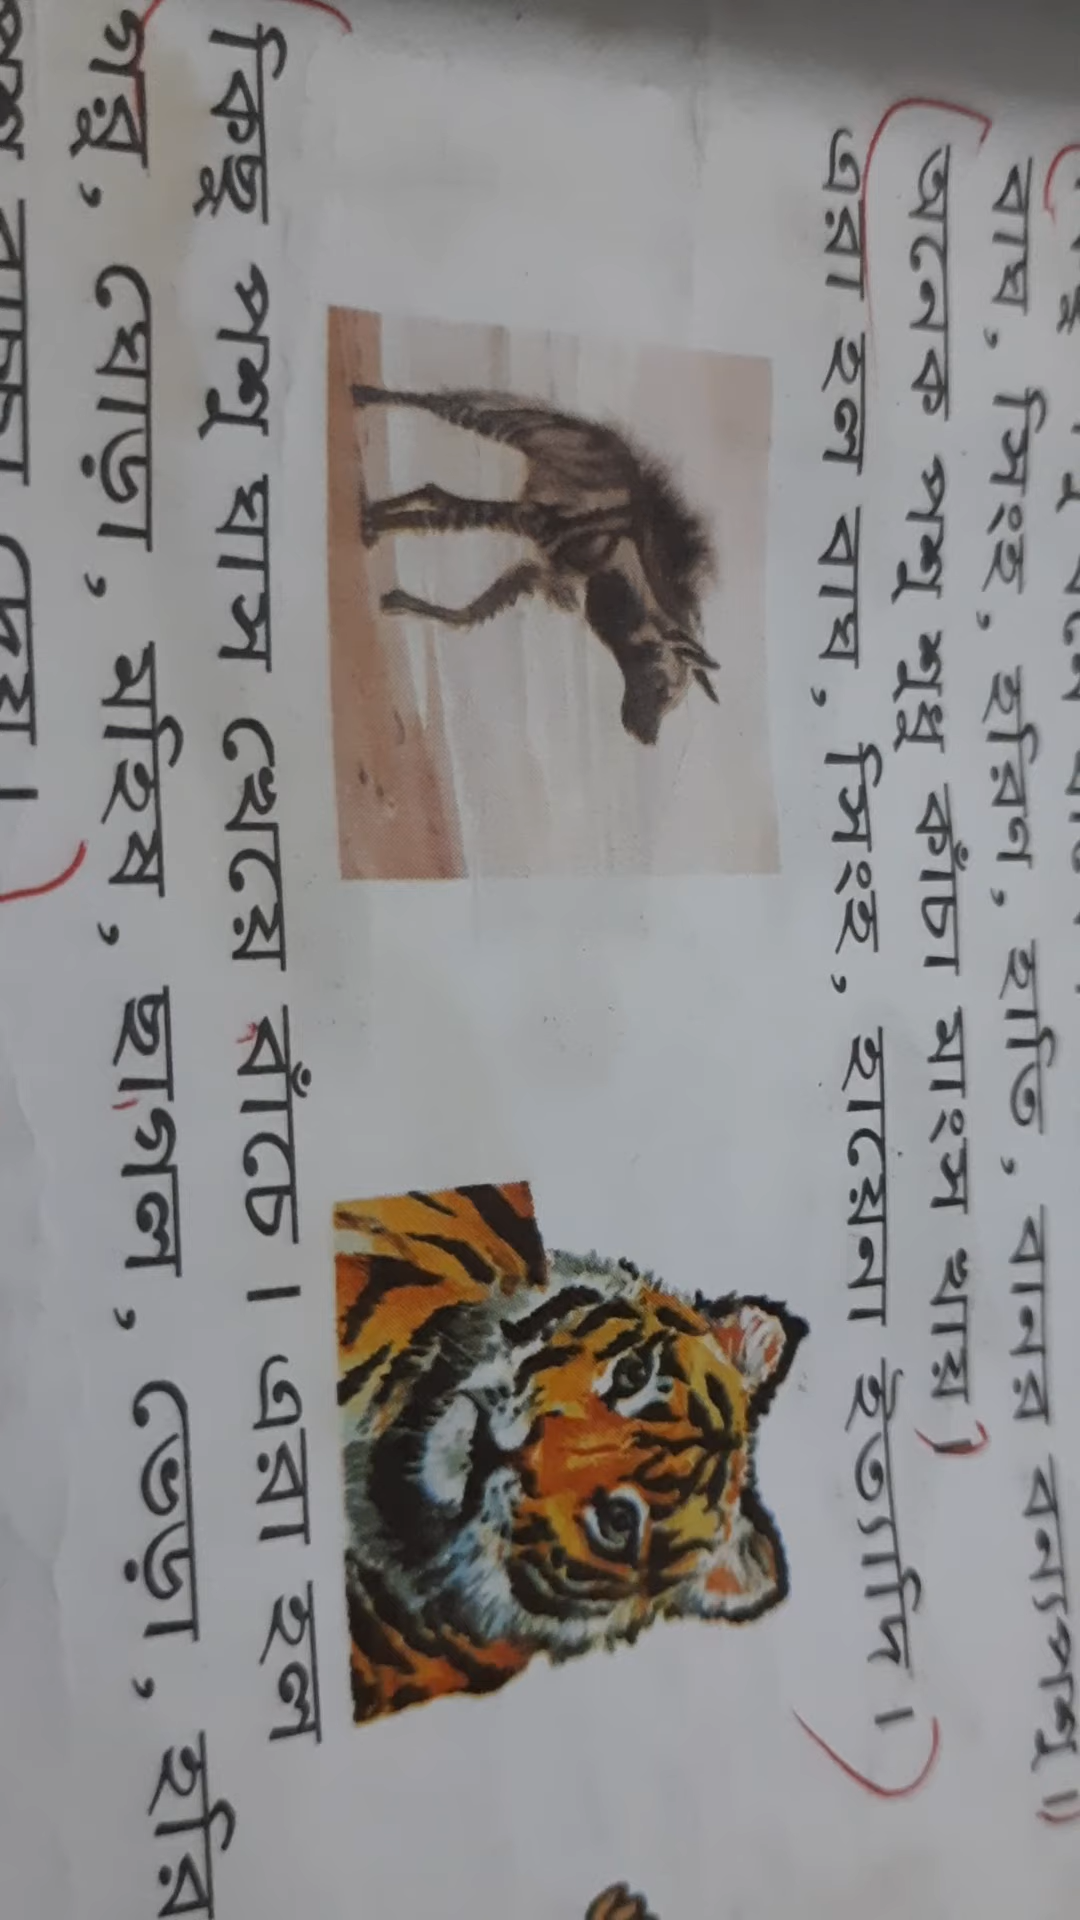 বাঘ, সিংহ, হরিণ, হাতি, বানর বন্যপশু।
অনেক পশু শুধু কাঁচা মাংস খায়।
এরা হল বাঘ, সিংহ, হায়েনা ইত্যাদি।
কিছু পশু ঘাস খেয়ে বাঁচে। এরা হল
গরু, ঘোড়া, মহিষ, ছাগল, ভেড়া, হরি